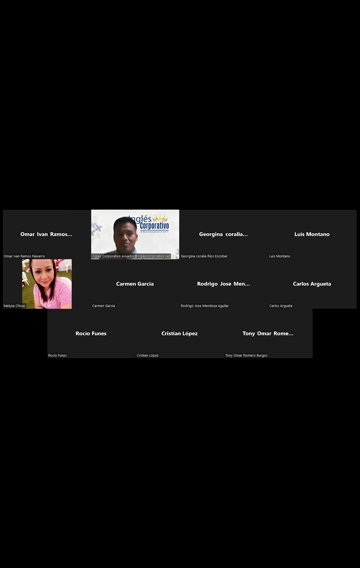 Omar Ivan Ramos...
Omar Ivan Ramos Navarro
Inglés
Corporativo
Georgina coralia...
Georgina coralia Ríos Escobar
Luis Montano
Luis Montano
Melyza Olivas
Carmen Garcia
Carmen Garcia
Rodrigo Jose Men...
Rodrigo Jose Mendoza Aguilar
Carlos Argueta
Carlos Argueta
Rocio Funes
Rocio Funes
Cristian López
Cristian López
Tony Omar Rome...
Tony Omar Romero Burgos